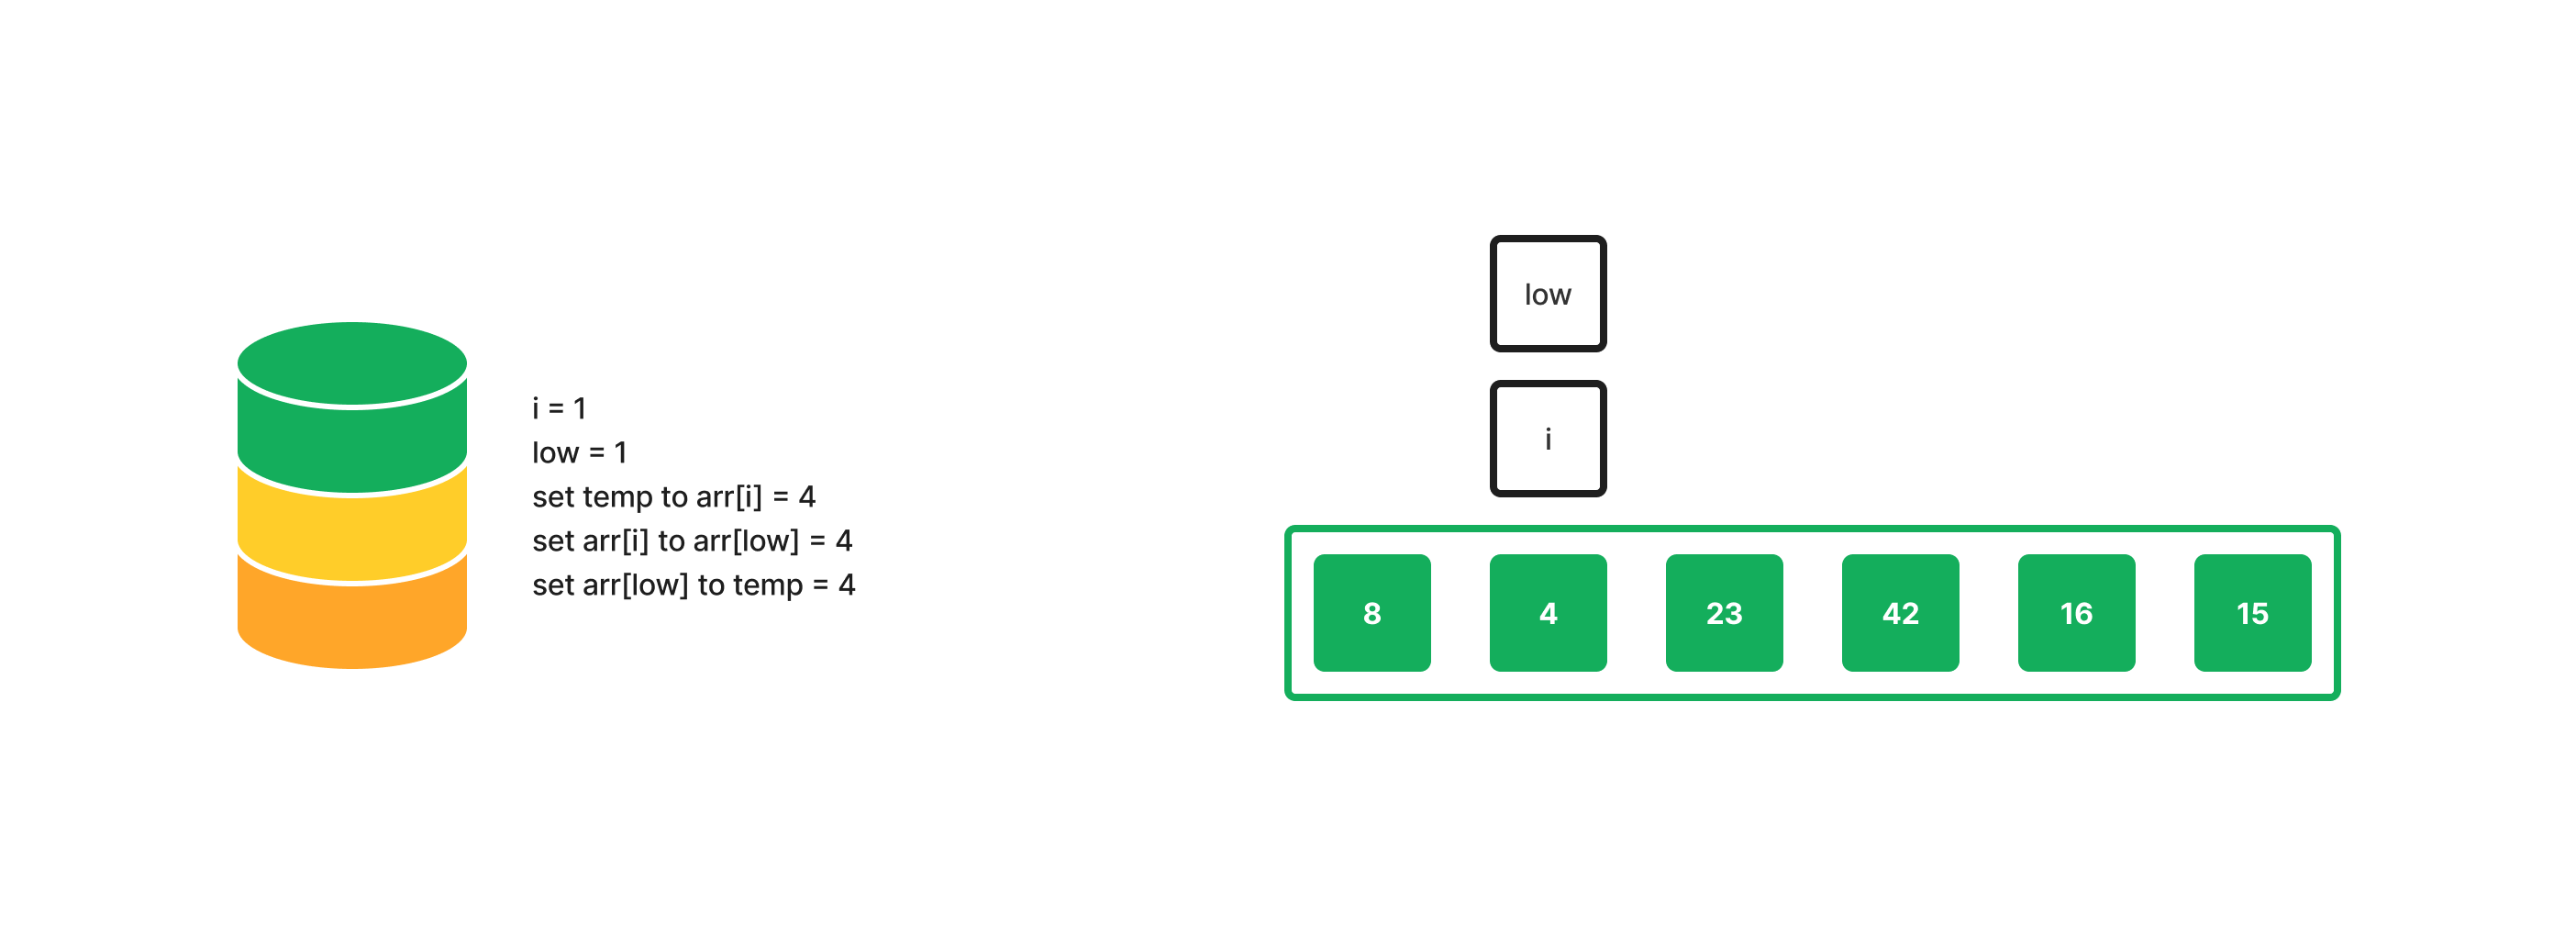 i = 1
low = 1
set temp to arr[i] = 4
set arr[i] to arr[low] = 4
set arr[low] to temp = 4
low
i
8 4 23 42 16 15